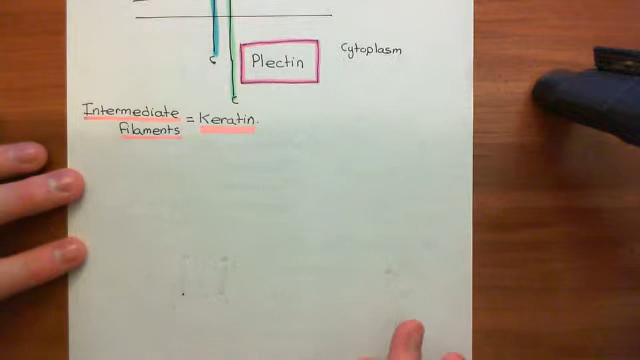 Cytoplasm
Plectin
C
C
Intermediate = Keratin.
filaments